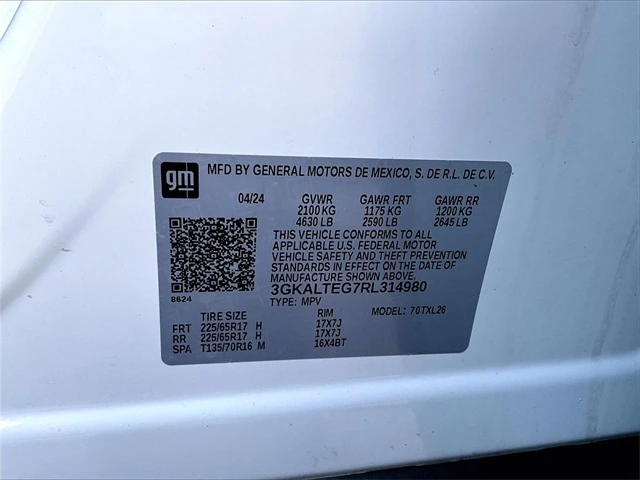 gm
MFD BY GENERAL MOTORS DE MEXICO, S. DE R.L. DE C.V.
04/24 GVWR GAWR FRT GAWR RR
2100 KG 1175 KG 1200 KG
4630 LB 2590 LB 2645 LB
THIS VEHICLE CONFORMS TO ALL
APPLICABLE U.S. FEDERAL MOTOR
VEHICLE SAFETY AND THEFT PREVENTION
STANDARDS IN EFFECT ON THE DATE OF
MANUFACTURE SHOWN ABOVE.
3GKALTEG7RL314980
8624
TYPE: MPV MODEL: 70TXL26
TIRE SIZE RIM
FRT 225/65R17 H 17X7J
RR 225/65R17 H 17X7J
SPA T135/70R16 M 16X4BT